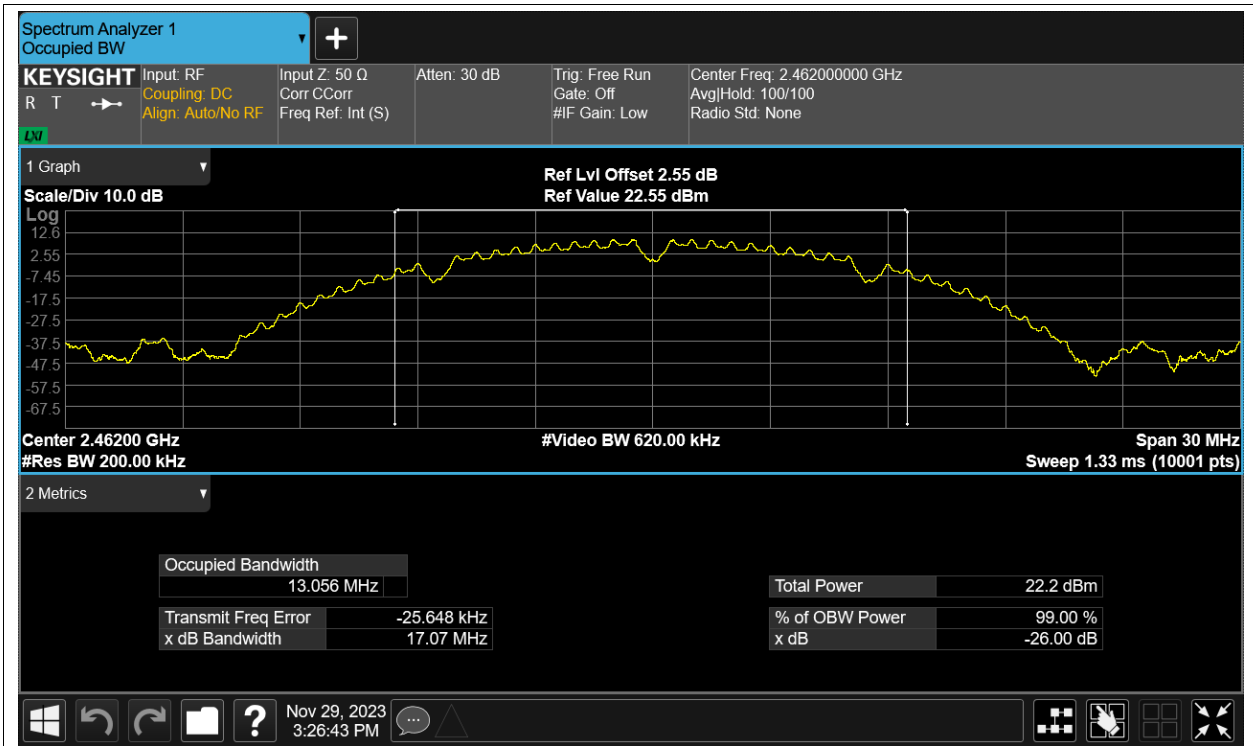 Spectrum Analyzer 1
Occupied BW
KEYSIGHT
R T
LXI
Input: RF
Coupling: DC
Align: Auto/No RF
Input Z: 50 Ω
Corr CCorr
Freq Ref: Int (S)
Atten: 30 dB
Trig: Free Run
Gate: Off
#IF Gain: Low
Center Freq: 2.462000000 GHz
Avg|Hold: 100/100
Radio Std: None
1 Graph
Scale/Div 10.0 dB
Ref Lvl Offset 2.55 dB
Ref Value 22.55 dBm
Log
12.6
2.55
-7.45
-17.5
-27.5
-37.5
-47.5
-57.5
-67.5
Center 2.46200 GHz
#Video BW 620.00 kHz
Span 30 MHz
#Res BW 200.00 kHz
Sweep 1.33 ms (10001 pts)
2 Metrics
Occupied Bandwidth
13.056 MHz
Total Power 22.2 dBm
Transmit Freq Error -25.648 kHz
% of OBW Power 99.00 %
x dB Bandwidth 17.07 MHz
x dB -26.00 dB
?
Nov 29, 2023
3:26:43 PM